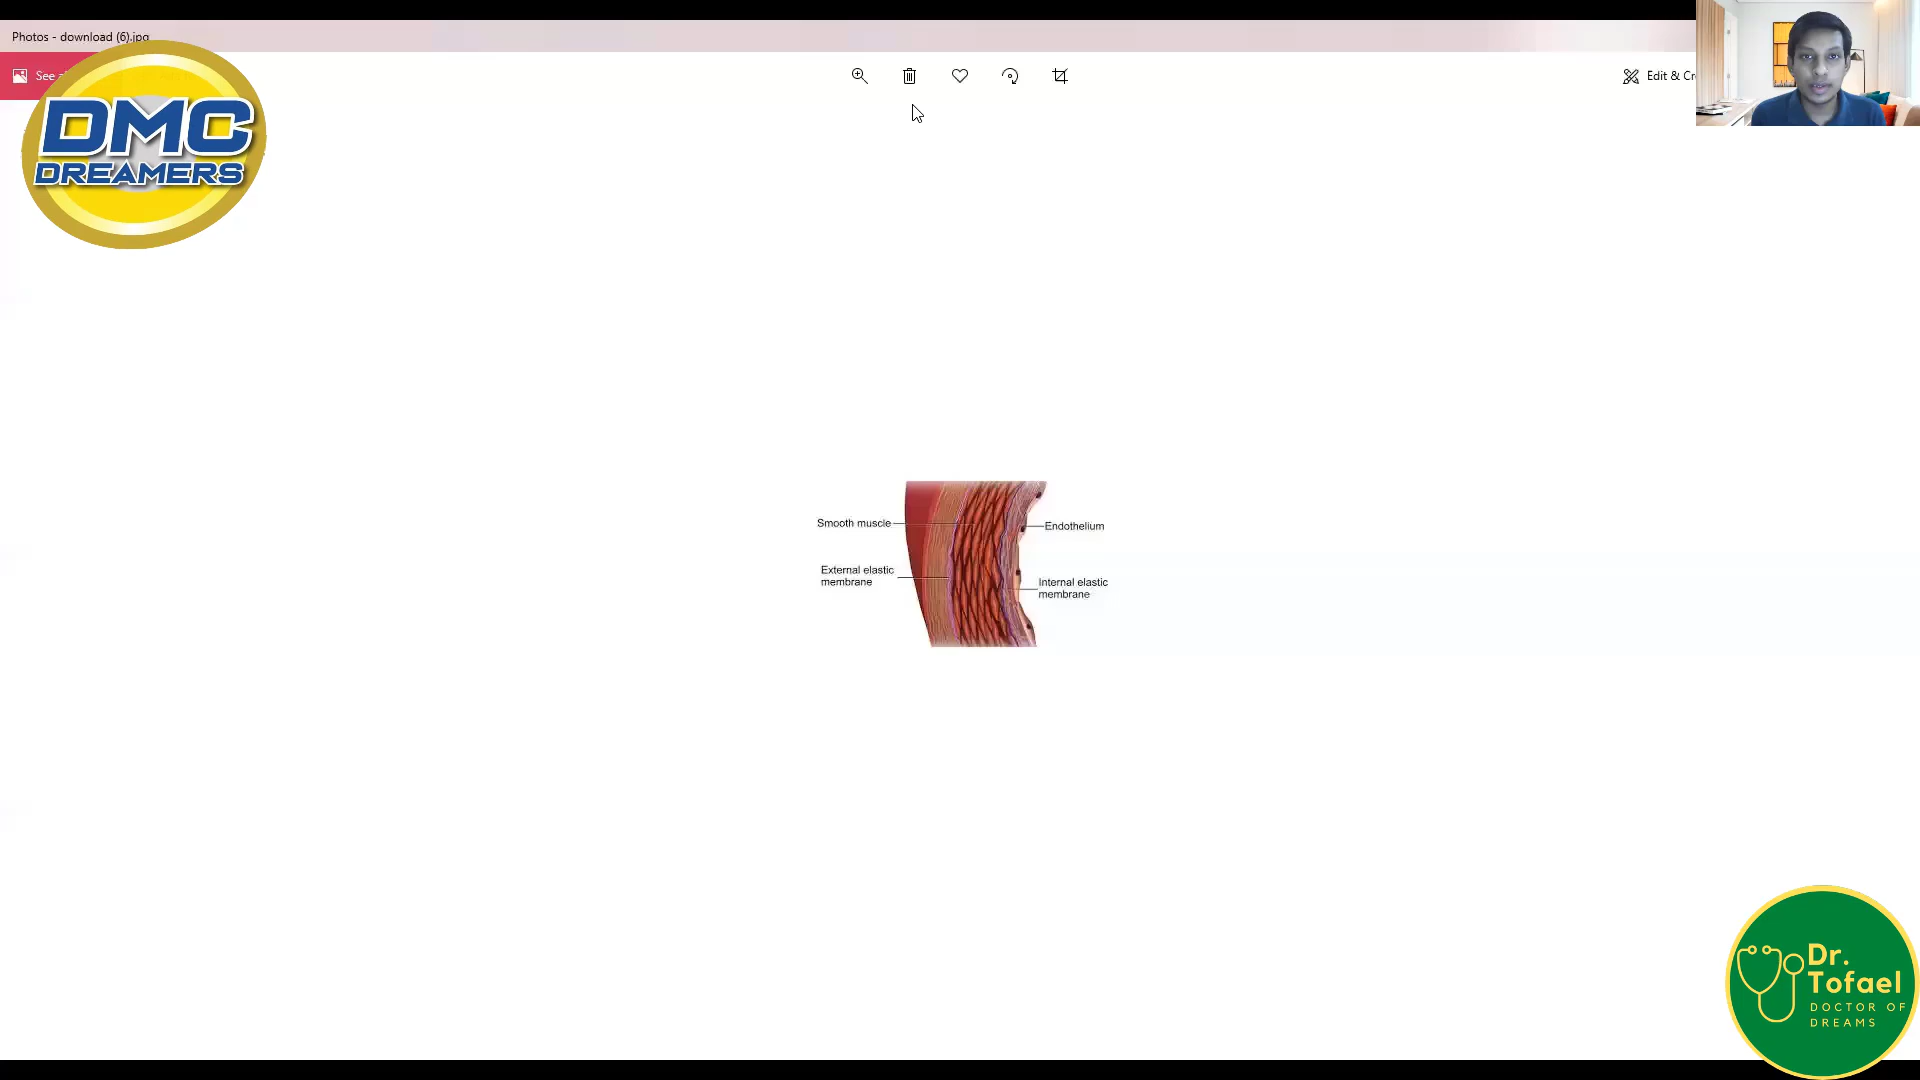 Photos - download (6).jpg
See
Edit & Cr
DMC
DREAMERS
Smooth muscle
Endothelium
External elastic
membrane
Internal elastic
membrane
Dr.
Tofael
DOCTOR OF
DREAMS